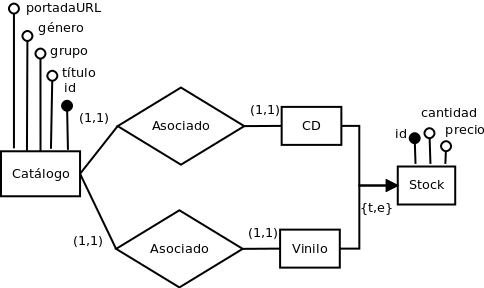 portadaURL
género
grupo
título
id
(1,1)
Asociado
(1,1)
CD
cantidad
id
precio
Catálogo
Stock
{t,e}
(1,1)
Asociado
(1,1)
Vinilo